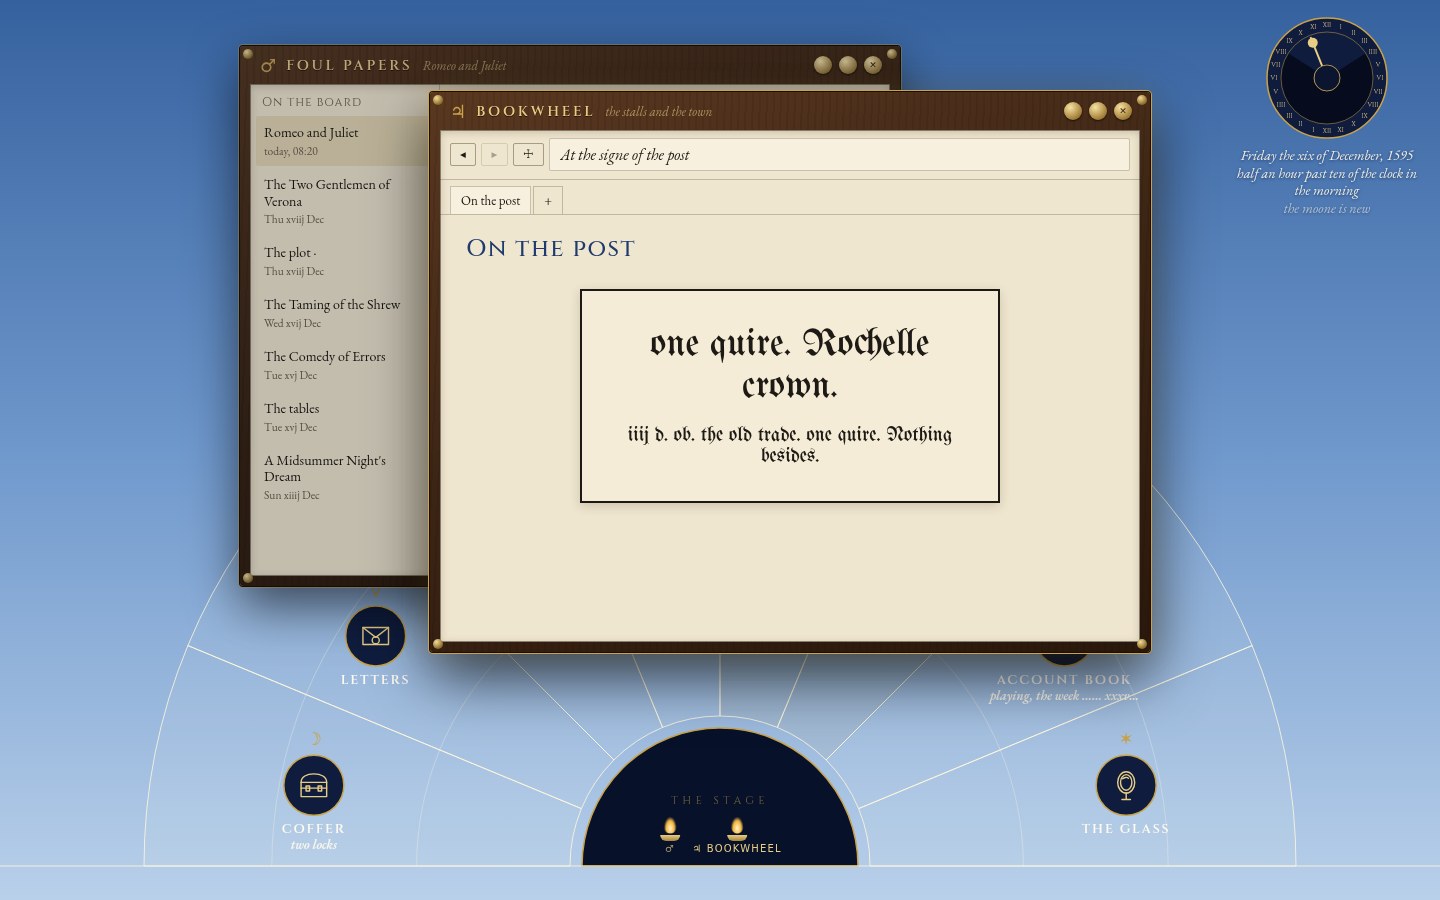 FOUL PAPERS Romeo and Juliet
On the board
Romeo and Juliet
today, 08:20
The Two Gentlemen of
Verona
Thu xviij Dec
The plot ·
Thu xviij Dec
The Taming of the Shrew
Wed xvij Dec
The Comedy of Errors
Tue xvj Dec
The tables
Tue xvj Dec
A Midsummer Night's
Dream
Sun xiiij Dec
BOOKWHEEL the stalls and the town
At the signe of the post
On the post +
On the post
one quire. Rochelle
crown.
iiij d. ob. the old trade. one quire. Nothing
besides.
Friday the xix of December, 1595
half an hour past ten of the clock in
the morning
the moone is new
LETTERS
COFFER
two locks
THE STAGE
BOOKWHEEL
ACCOUNT BOOK
playing, the week ...... xxxv...
THE GLASS